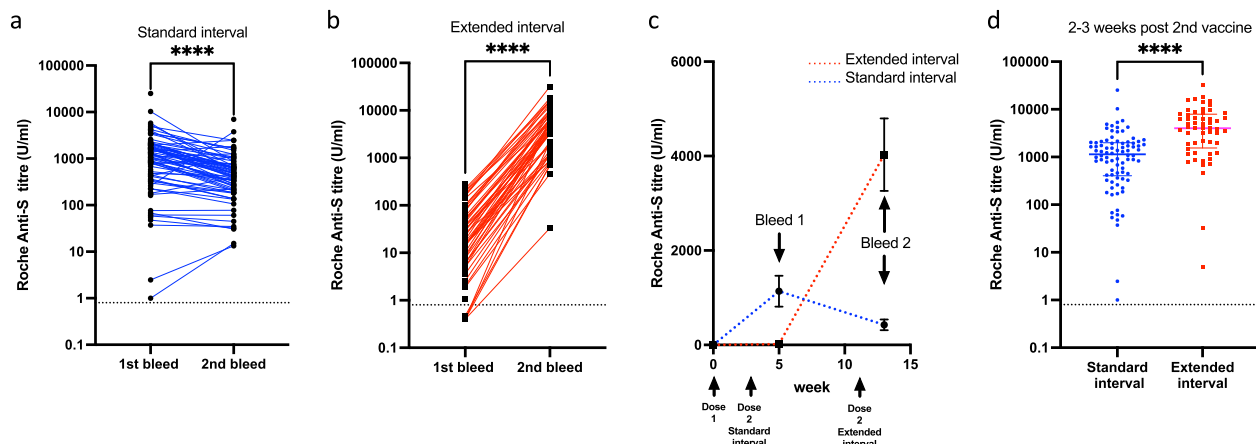 a
Standard interval
****
Roche Anti-S titre (U/ml)
100000
10000
1000
100
10
1
0.1
1st bleed 2nd bleed
b
Extended interval
****
Roche Anti-S titre (U/ml)
100000
10000
1000
100
10
1
0.1
1st bleed 2nd bleed
c
Extended interval
Standard interval
Roche Anti-S titre (U/ml)
6000
4000
2000
0
Bleed 1
Bleed 2
0 5 10 15
week
Dose
1
Dose
2
Standard
interval
Dose
2
Extended
interval
d
2-3 weeks post 2nd vaccine
****
Roche Anti-S titre (U/ml)
100000
10000
1000
100
10
1
0.1
Standard
interval
Extended
interval